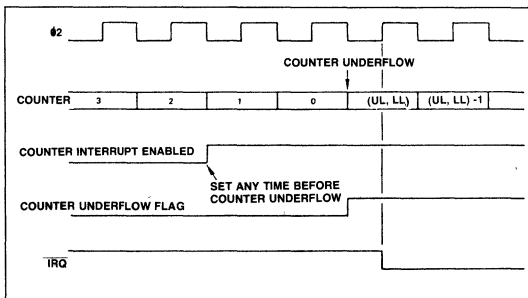 φ2
COUNTER UNDERFLOW
COUNTER 3 2 1 0 (UL, LL) (UL, LL) -1
COUNTER INTERRUPT ENABLED
SET ANY TIME BEFORE
COUNTER UNDERFLOW
COUNTER UNDERFLOW FLAG
IRQ